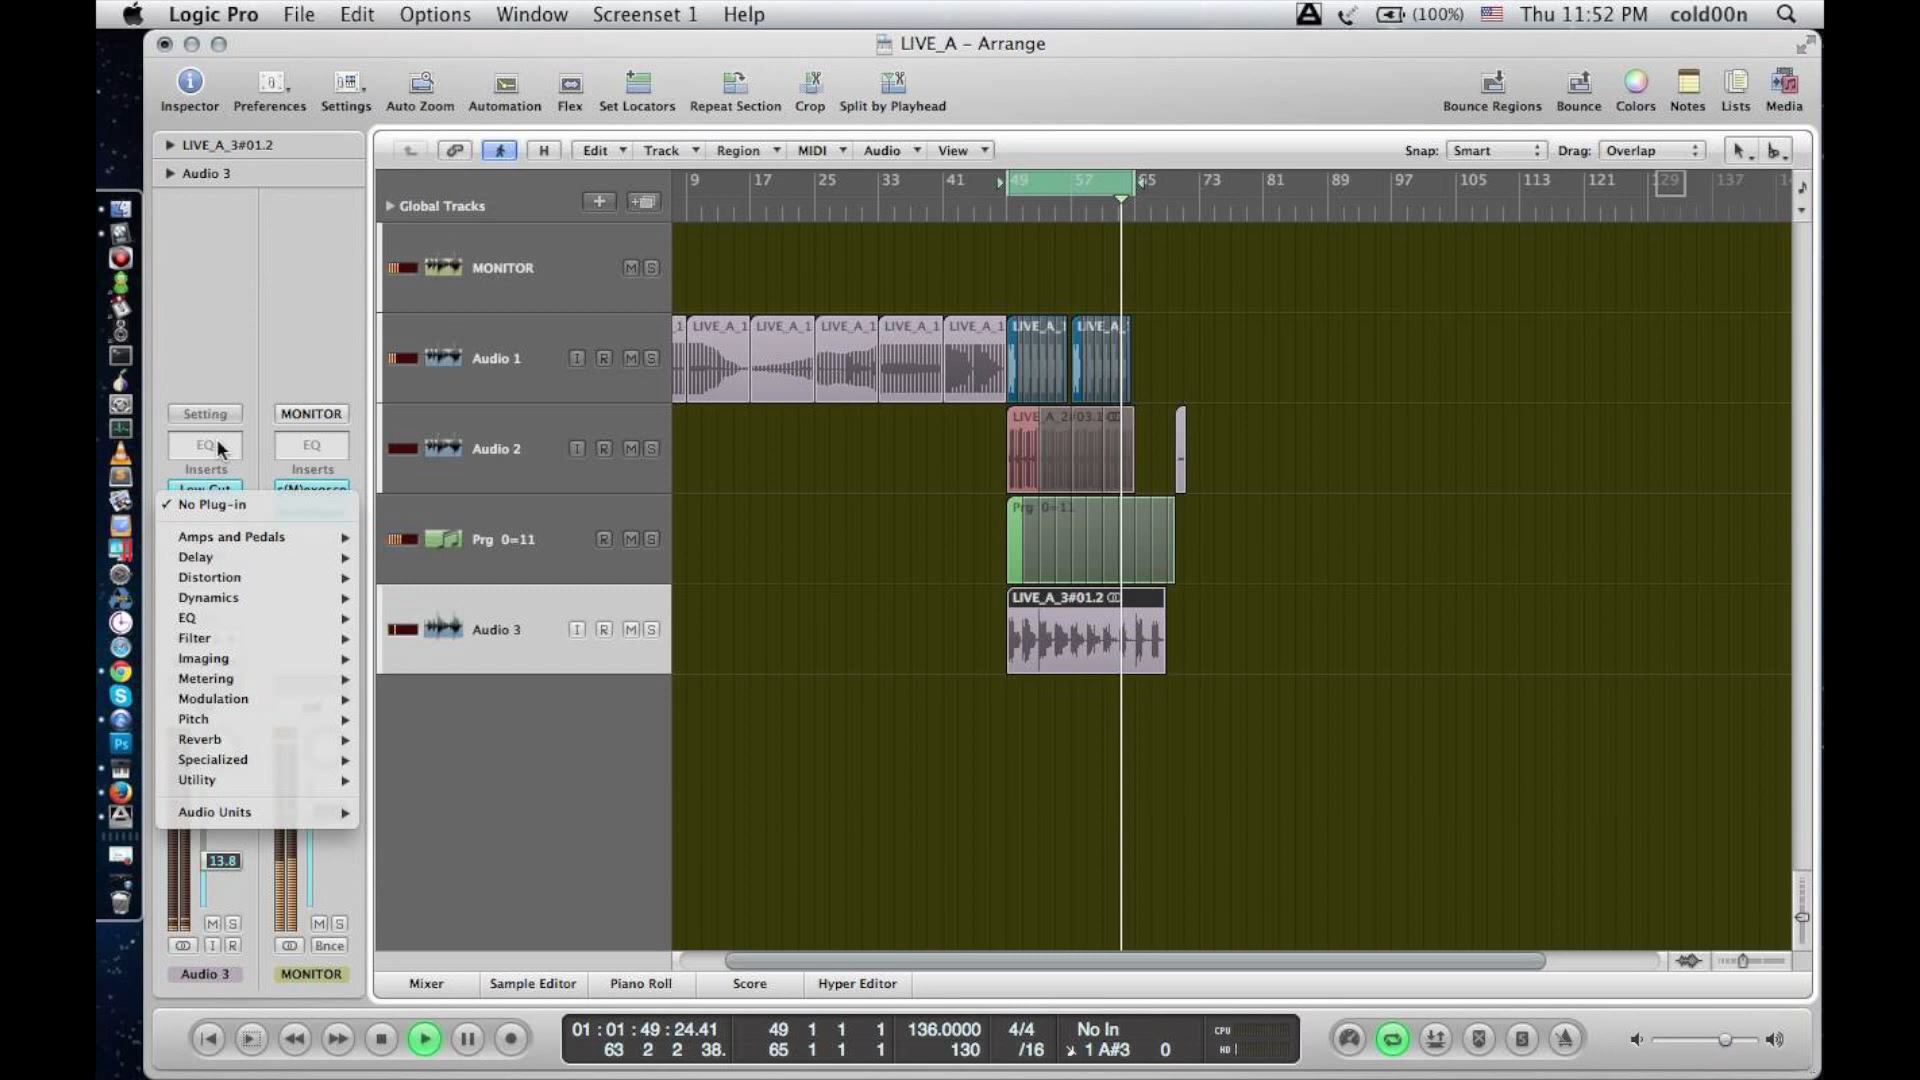 Logic Pro File Edit Options Window Screenset 1 Help
(100%) Thu 11:52 PM cold00n
LIVE_A – Arrange
Inspector Preferences Settings Auto Zoom Automation Flex Set Locators Repeat Section Crop Split by Playhead Bounce Regions Bounce Colors Notes Lists Media
LIVE_A_3#01.2
Audio 3
H Edit Track Region MIDI Audio View Snap: Smart Drag: Overlap
9 17 25 33 41 49 57 65 73 81 89 97 105 113 121 129 137
Global Tracks
MONITOR M S
LIVE_A_1 LIVE_A_1 LIVE_A_1 LIVE_A_1 LIVE_A_1
Audio 1 I R M S
Setting MONITOR
LIVE_A_2#03.1
EQ EQ
Audio 2 I R M S
Inserts Inserts
Low Cut
✓ No Plug-in
Prg 0=11
Amps and Pedals
Prg 0=11 R M S
Delay
Distortion
Dynamics
LIVE_A_3#01.2
EQ
Audio 3 I R M S
Filter
Imaging
Metering
Modulation
Pitch
Reverb
Specialized
Utility
Audio Units
Ps
13.8
M S M S
I R Bnce
Audio 3 MONITOR
Mixer Sample Editor Piano Roll Score Hyper Editor
01 : 01 : 49 : 24.41 49 1 1 1 136.0000 4/4 No In CPU
63 2 2 38. 65 1 1 1 130 /16 1 A#3 0 HD